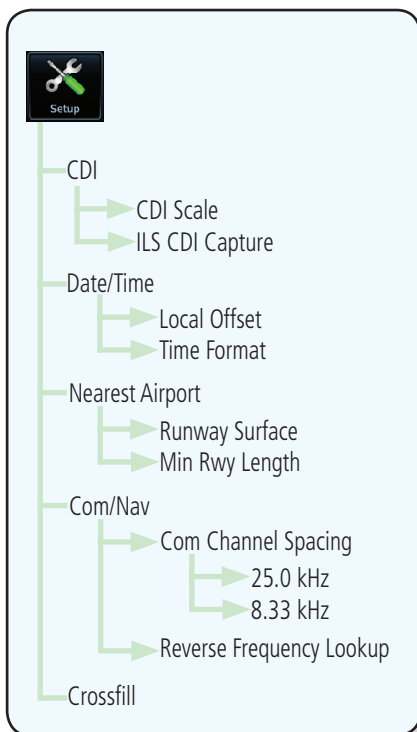 Setup
CDI
CDI Scale
ILS CDI Capture
Date/Time
Local Offset
Time Format
Nearest Airport
Runway Surface
Min Rwy Length
Com/Nav
Com Channel Spacing
25.0 kHz
8.33 kHz
Reverse Frequency Lookup
Crossfill